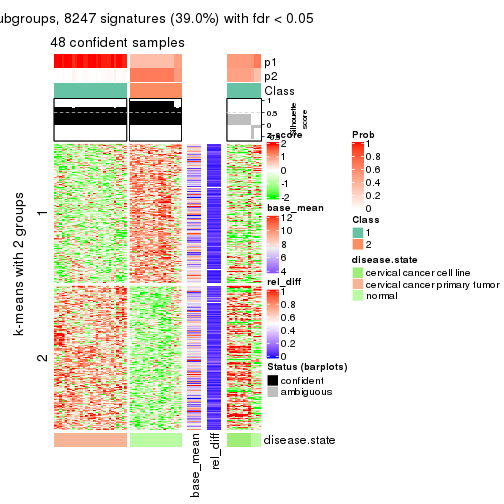 ubgroups, 8247 signatures (39.0%) with fdr < 0.05
48 confident samples
p1
p2
Class
1
0.5
0
-0.5
Silhouette
score
k-means with 2 groups
1
2
base_mean
rel_diff
disease.state
z-score
2
1
0
-1
-2
base_mean
12
10
8
6
4
rel_diff
1
0.8
0.6
0.4
0.2
0
Status (barplots)
confident
ambiguous
Prob
1
0.8
0.6
0.4
0.2
0
Class
1
2
disease.state
cervical cancer cell line
cervical cancer primary tumor
normal